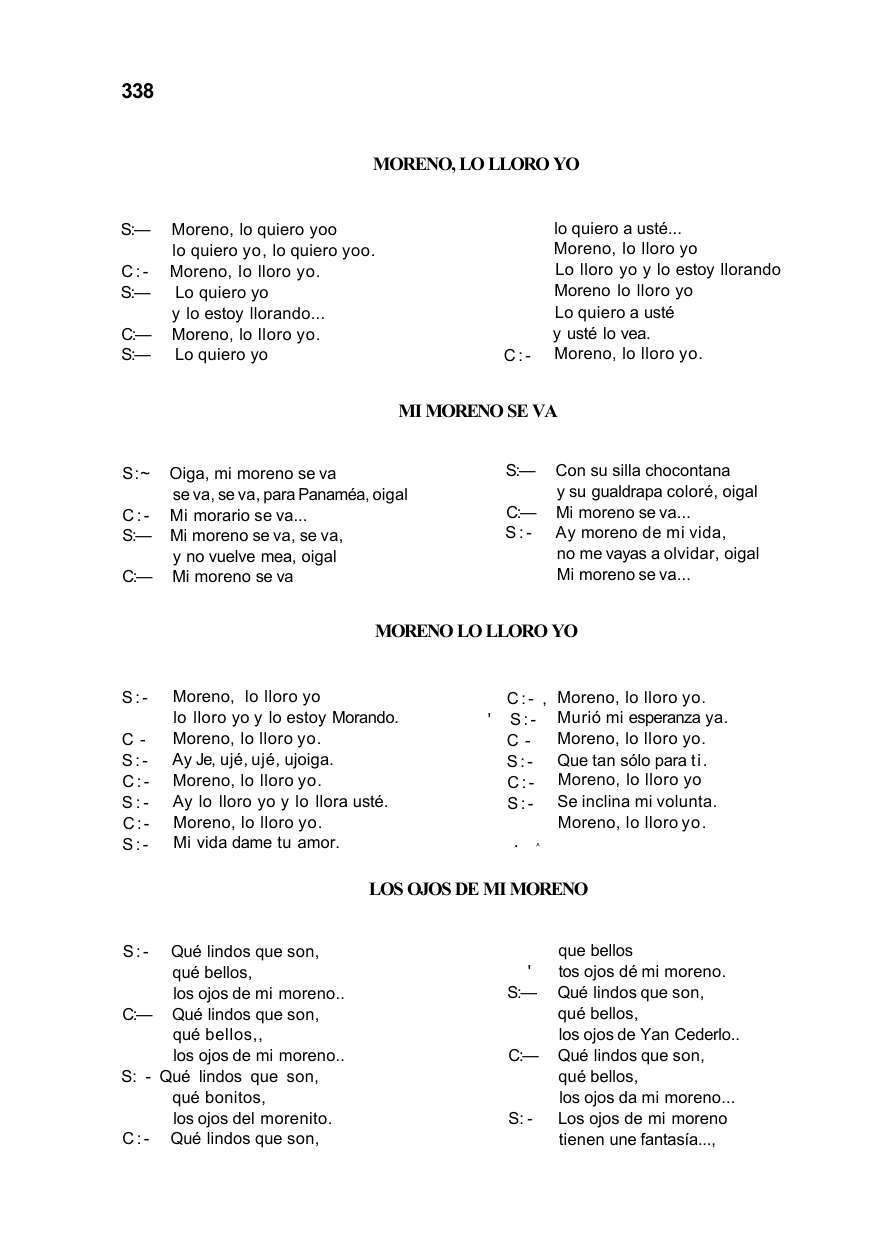 338
MORENO, LO LLORO YO
S:— Moreno, lo quiero yoo
lo quiero yo, lo quiero yoo.
C:- Moreno, lo lloro yo.
S:— Lo quiero yo
y lo estoy llorando...
C:— Moreno, lo lloro yo.
S:— Lo quiero yo
lo quiero a usté...
Moreno, lo lloro yo
Lo lloro yo y lo estoy llorando
Moreno lo lloro yo
Lo quiero a usté
y usté lo vea.
C:- Moreno, lo lloro yo.
MI MORENO SE VA
S:~ Oiga, mi moreno se va
se va, se va, para Panaméa, oigal
C:- Mi morario se va...
S:— Mi moreno se va, se va,
y no vuelve mea, oigal
C:— Mi moreno se va
S:— Con su silla chocontana
y su gualdrapa coloré, oigal
C:— Mi moreno se va...
S:- Ay moreno de mi vida,
no me vayas a olvidar, oigal
Mi moreno se va...
MORENO LO LLORO YO
S:- Moreno, lo lloro yo
lo lloro yo y lo estoy Morando.
C - Moreno, lo lloro yo.
S:- Ay Je, ujé, ujé, ujoiga.
C:- Moreno, lo lloro yo.
S:- Ay lo lloro yo y lo llora usté.
C:- Moreno, lo lloro yo.
S:- Mi vida dame tu amor.
C:- , Moreno, lo lloro yo.
' S:- Murió mi esperanza ya.
C - Moreno, lo lloro yo.
S:- Que tan sólo para ti.
C:- Moreno, lo lloro yo
S:- Se inclina mi volunta.
Moreno, lo lloro yo.
. ^
LOS OJOS DE MI MORENO
S:- Qué lindos que son,
qué bellos,
los ojos de mi moreno..
C:— Qué lindos que son,
qué bellos,,
los ojos de mi moreno..
S: - Qué lindos que son,
qué bonitos,
los ojos del morenito.
C:- Qué lindos que son,
que bellos
' tos ojos dé mi moreno.
S:— Qué lindos que son,
qué bellos,
los ojos de Yan Cederlo..
C:— Qué lindos que son,
qué bellos,
los ojos da mi moreno...
S: - Los ojos de mi moreno
tienen une fantasía...,